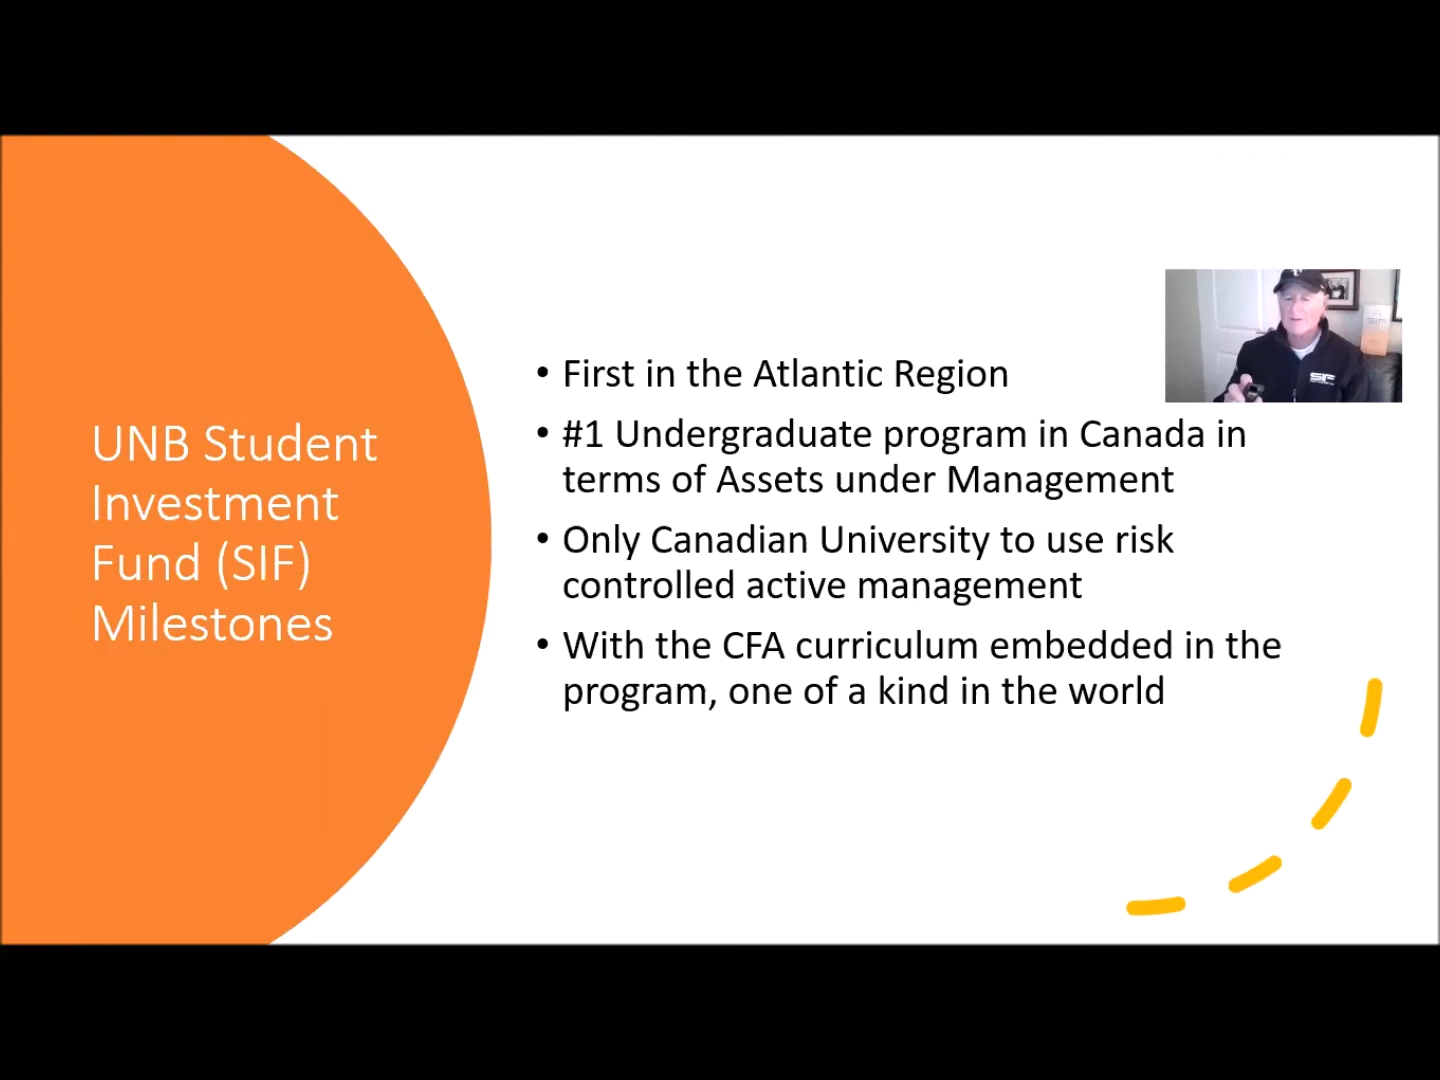 UNB Student
Investment
Fund (SIF)
Milestones
• First in the Atlantic Region
• #1 Undergraduate program in Canada in
terms of Assets under Management
• Only Canadian University to use risk
controlled active management
• With the CFA curriculum embedded in the
program, one of a kind in the world
SIF